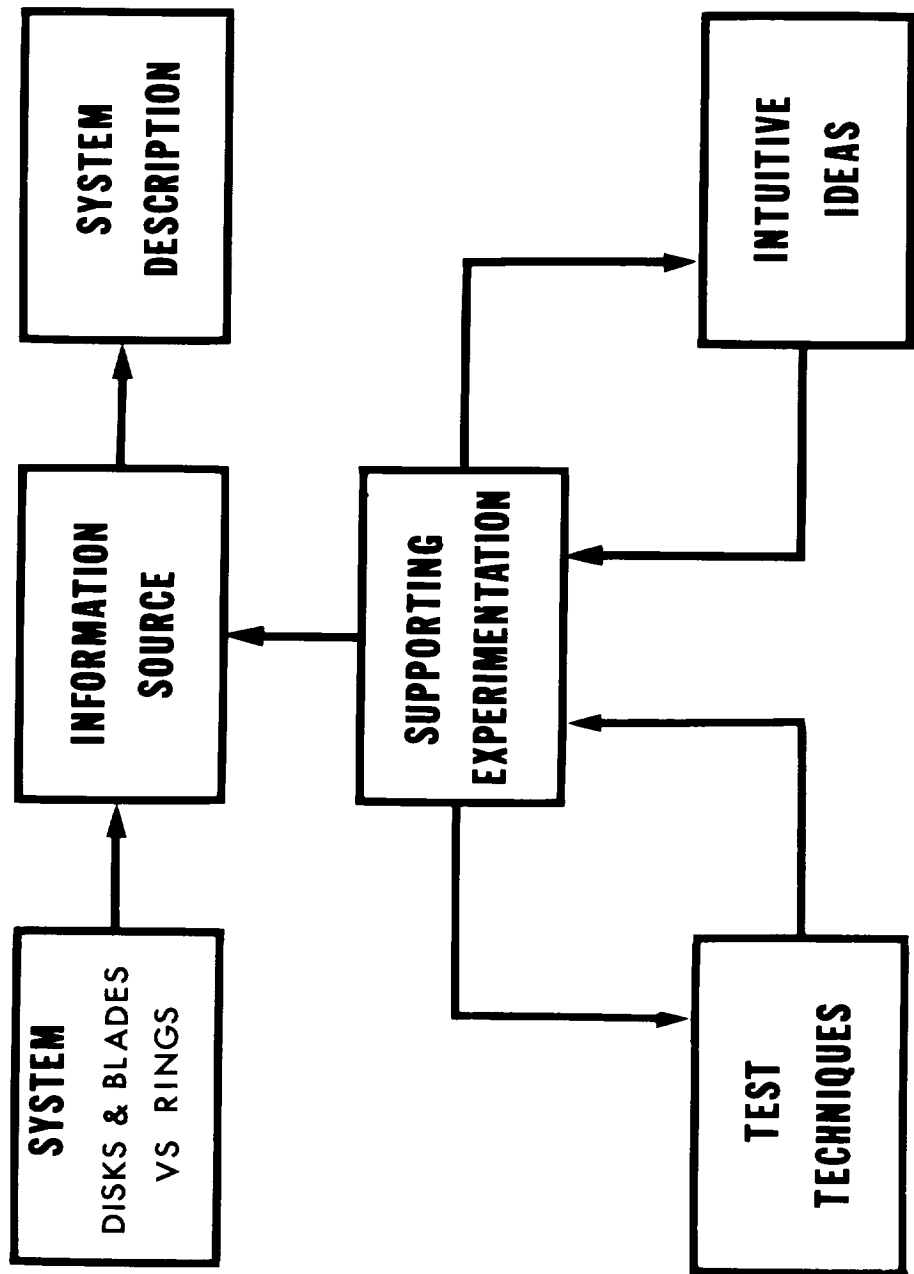 SYSTEM
DISKS & BLADES
VS RINGS
INFORMATION
SOURCE
SYSTEM
DESCRIPTION
SUPPORTING
EXPERIMENTATION
TEST
TECHNIQUES
INTUITIVE
IDEAS